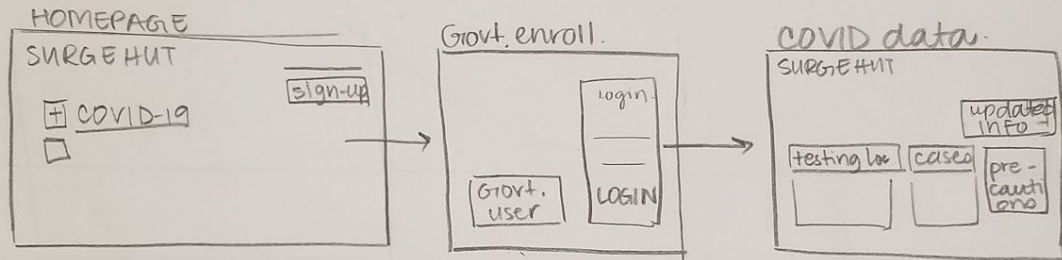 HOMEPAGE
SURGEHUT
sign-up
+ COVID-19
Govt. enroll.
login
LOGIN
Govt.
user
COVID data.
SURGEHUT
updated
info
testing loc
cases
pre-
cauti
ons